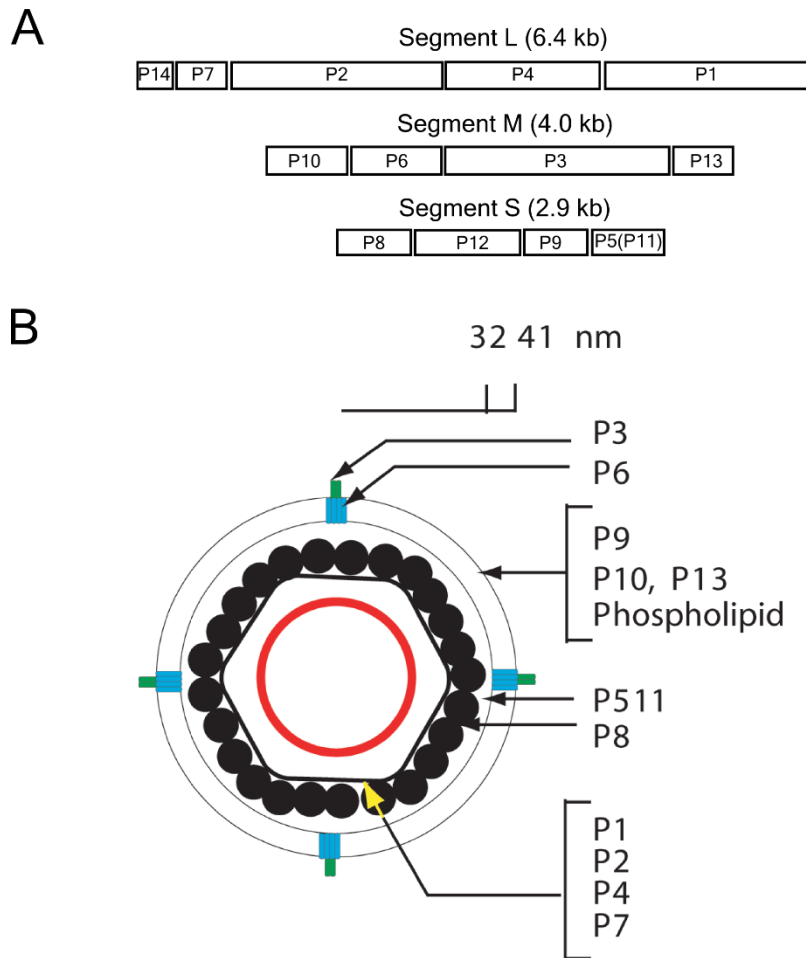 A
Segment L (6.4 kb)
P14 P7 P2 P4 P1
Segment M (4.0 kb)
P10 P6 P3 P13
Segment S (2.9 kb)
P8 P12 P9 P5(P11)
B
32 41 nm
P3
P6
P9
P10, P13
Phospholipid
P511
P8
P1
P2
P4
P7